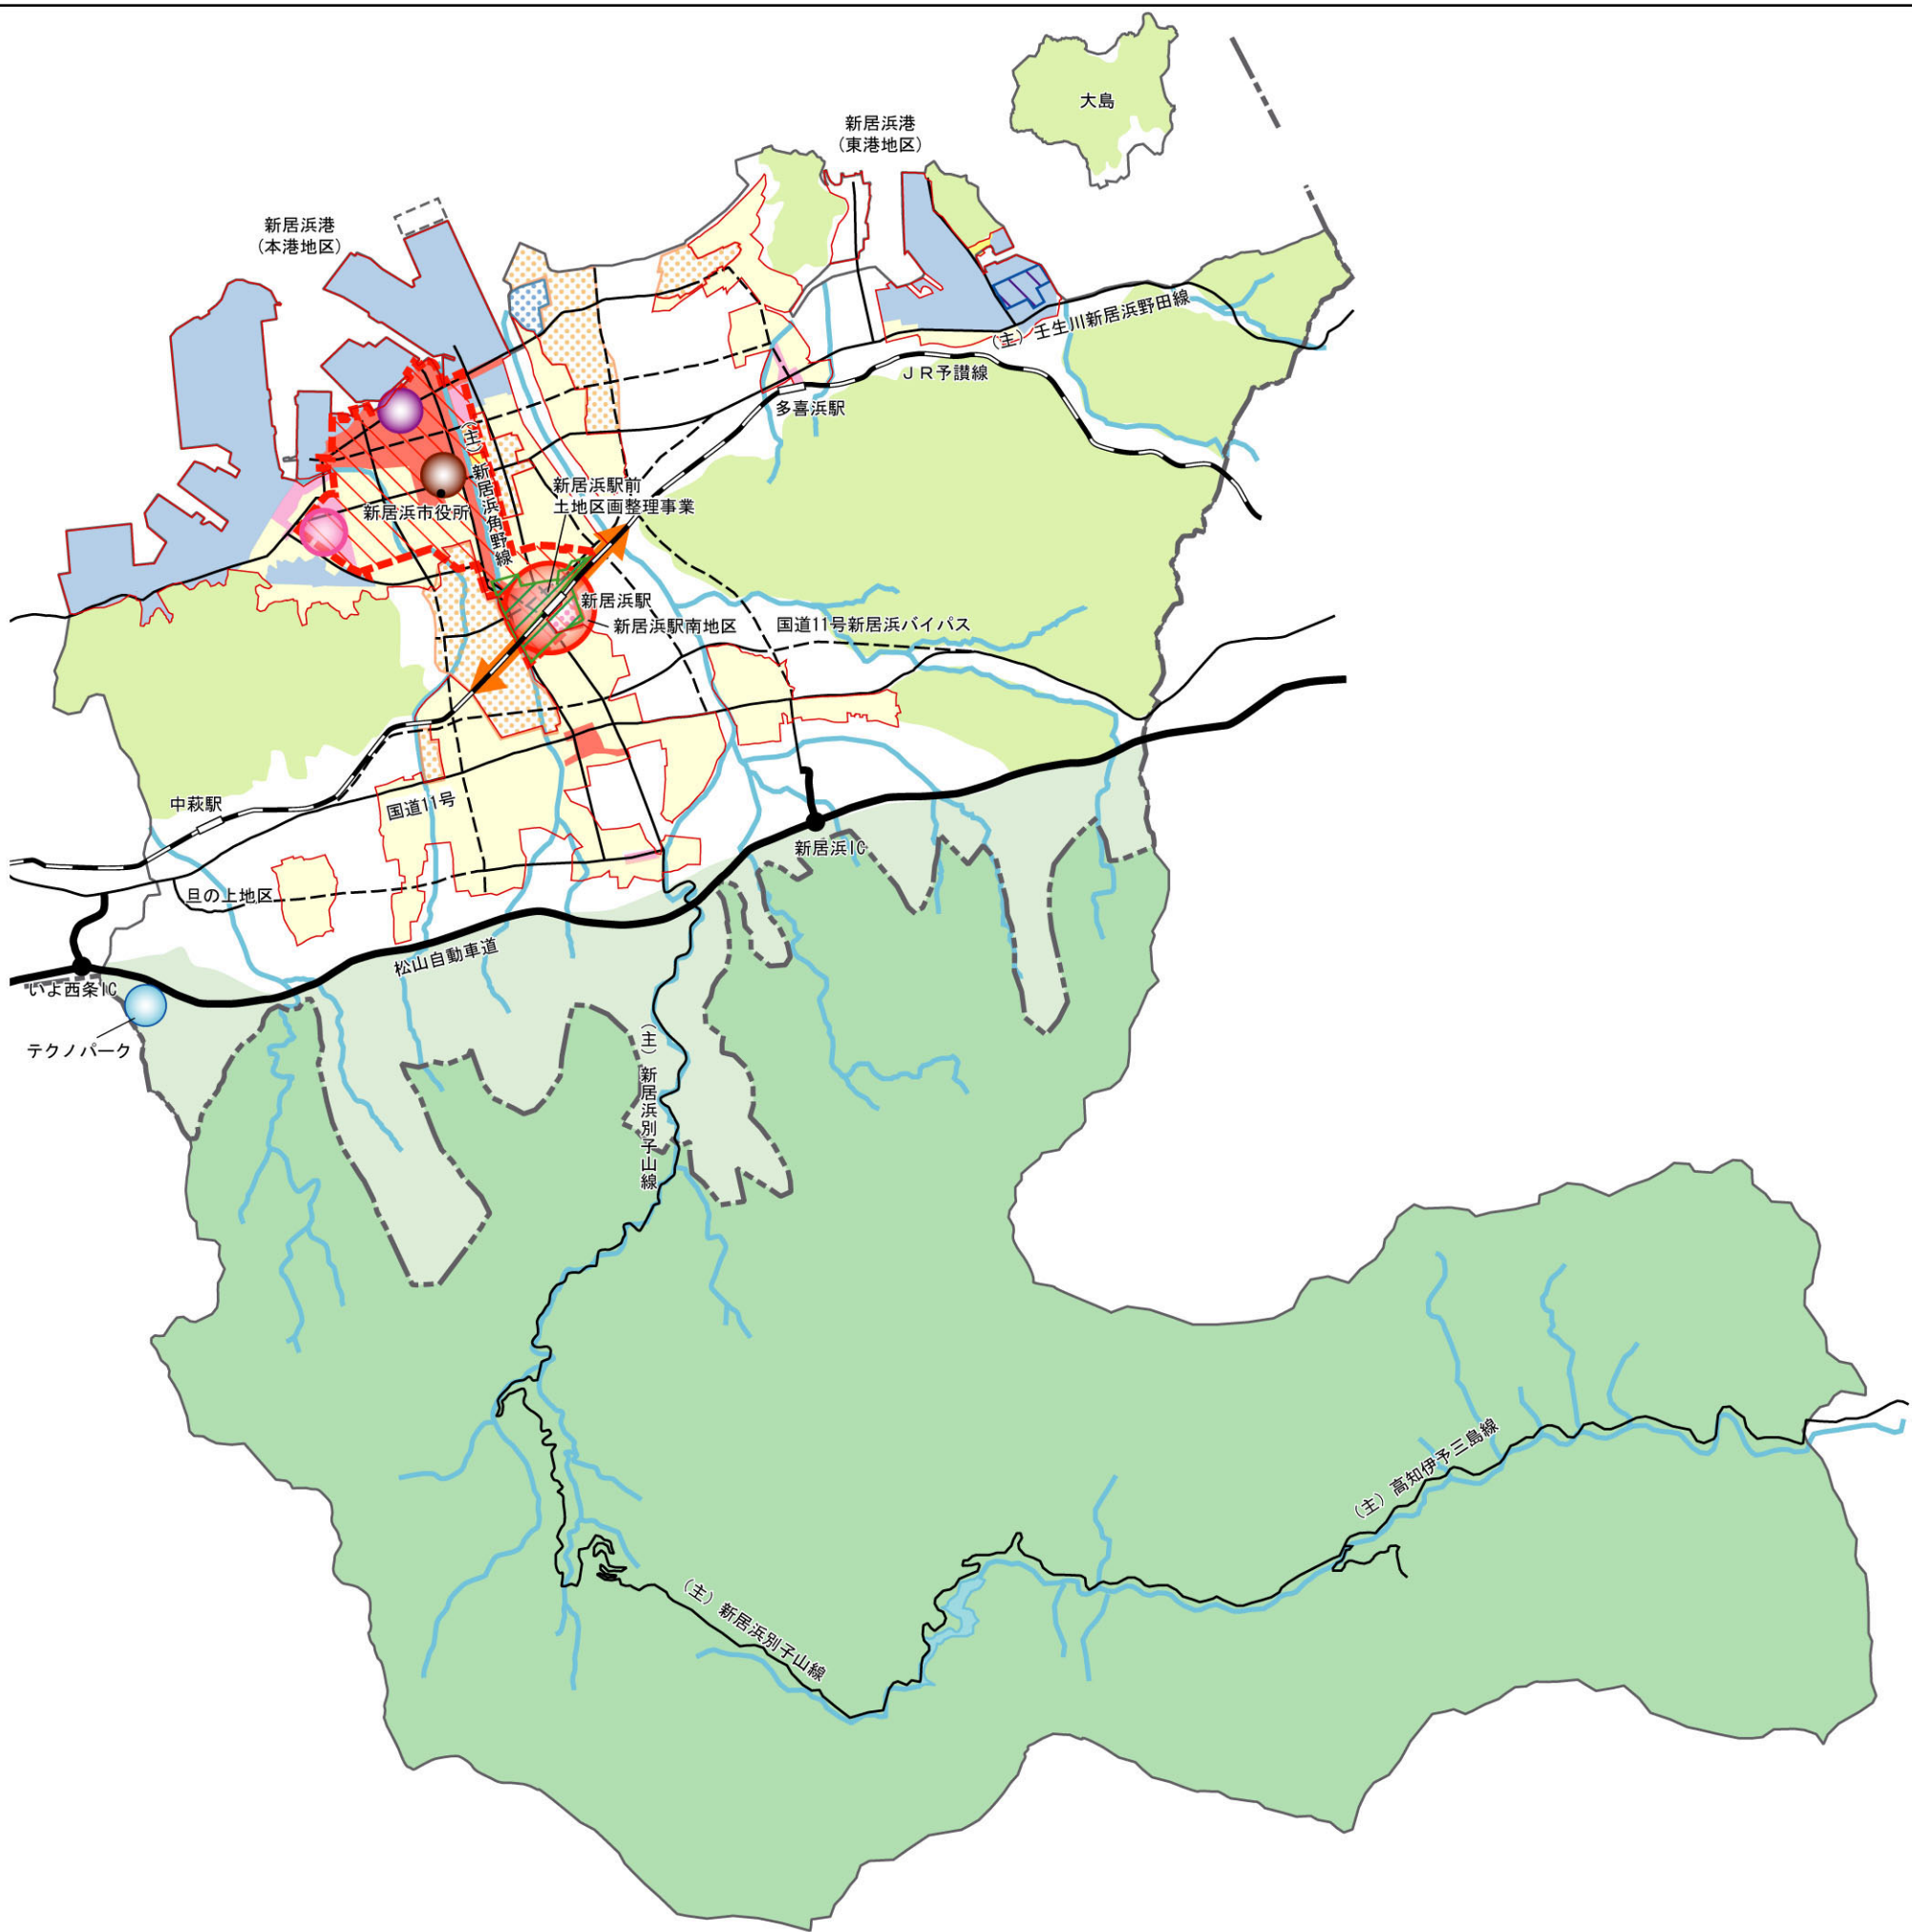 大島
新居浜港
（東港地区）
新居浜港
（本港地区）
（主）壬生川新居浜野田線
ＪＲ予讃線
多喜浜駅
（主）新居浜角野線
新居浜駅前
土地区画整理事業
新居浜市役所
新居浜駅
新居浜駅南地区
国道11号新居浜バイパス
中萩駅
国道11号
新居浜IC
旦の上地区
松山自動車道
いよ西条IC
テクノパーク
（主）新居浜別子山線
（主）高知伊予三島線
（主）新居浜別子山線